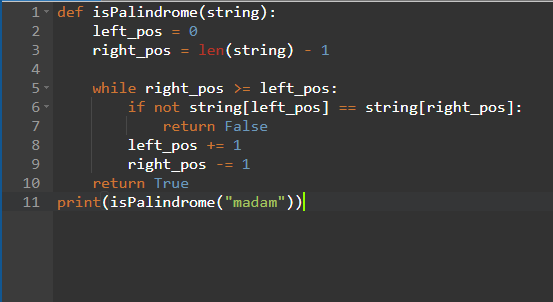 1 def isPalindrome(string):
2     left_pos = 0
3     right_pos = len(string) - 1
4
5     while right_pos >= left_pos:
6         if not string[left_pos] == string[right_pos]:
7             return False
8         left_pos += 1
9         right_pos -= 1
10     return True
11 print(isPalindrome("madam"))